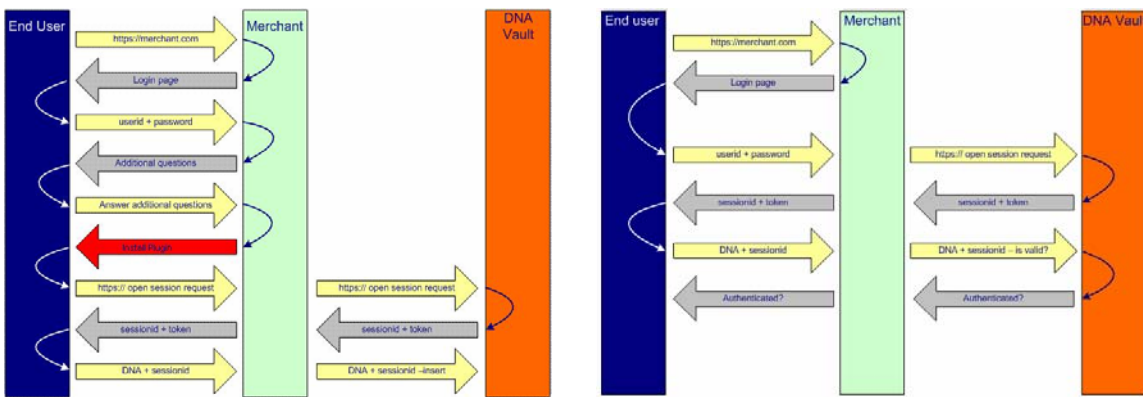 End User
Merchant
DNA
Vault
https://merchant.com
Login page
userid + password
Additional questions
Answer additional questions
Install Plugin
https:// open session request
https:// open session request
sessionid + token
sessionid + token
DNA + sessionid
DNA + sessionid –insert
End user
Merchant
DNA Vault
https://merchant.com
Login page
userid + password
https:// open session request
sessionid + token
sessionid + token
DNA + sessionid
DNA + sessionid – is valid?
Authenticated?
Authenticated?